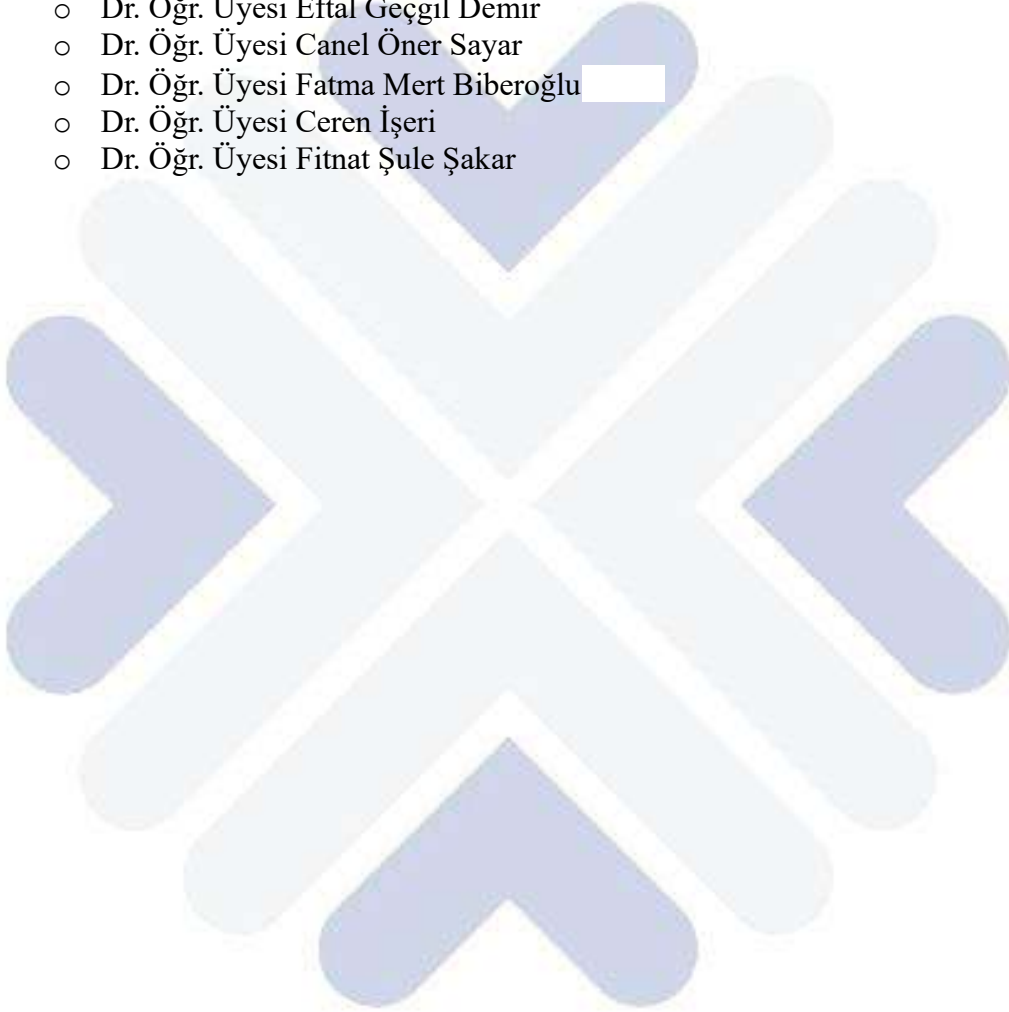 o Dr. Öğr. Üyesi Eftal Geçgil Demir
o Dr. Öğr. Üyesi Canel Öner Sayar
o Dr. Öğr. Üyesi Fatma Mert Biberoğlu
o Dr. Öğr. Üyesi Ceren İşeri
o Dr. Öğr. Üyesi Fitnat Şule Şakar